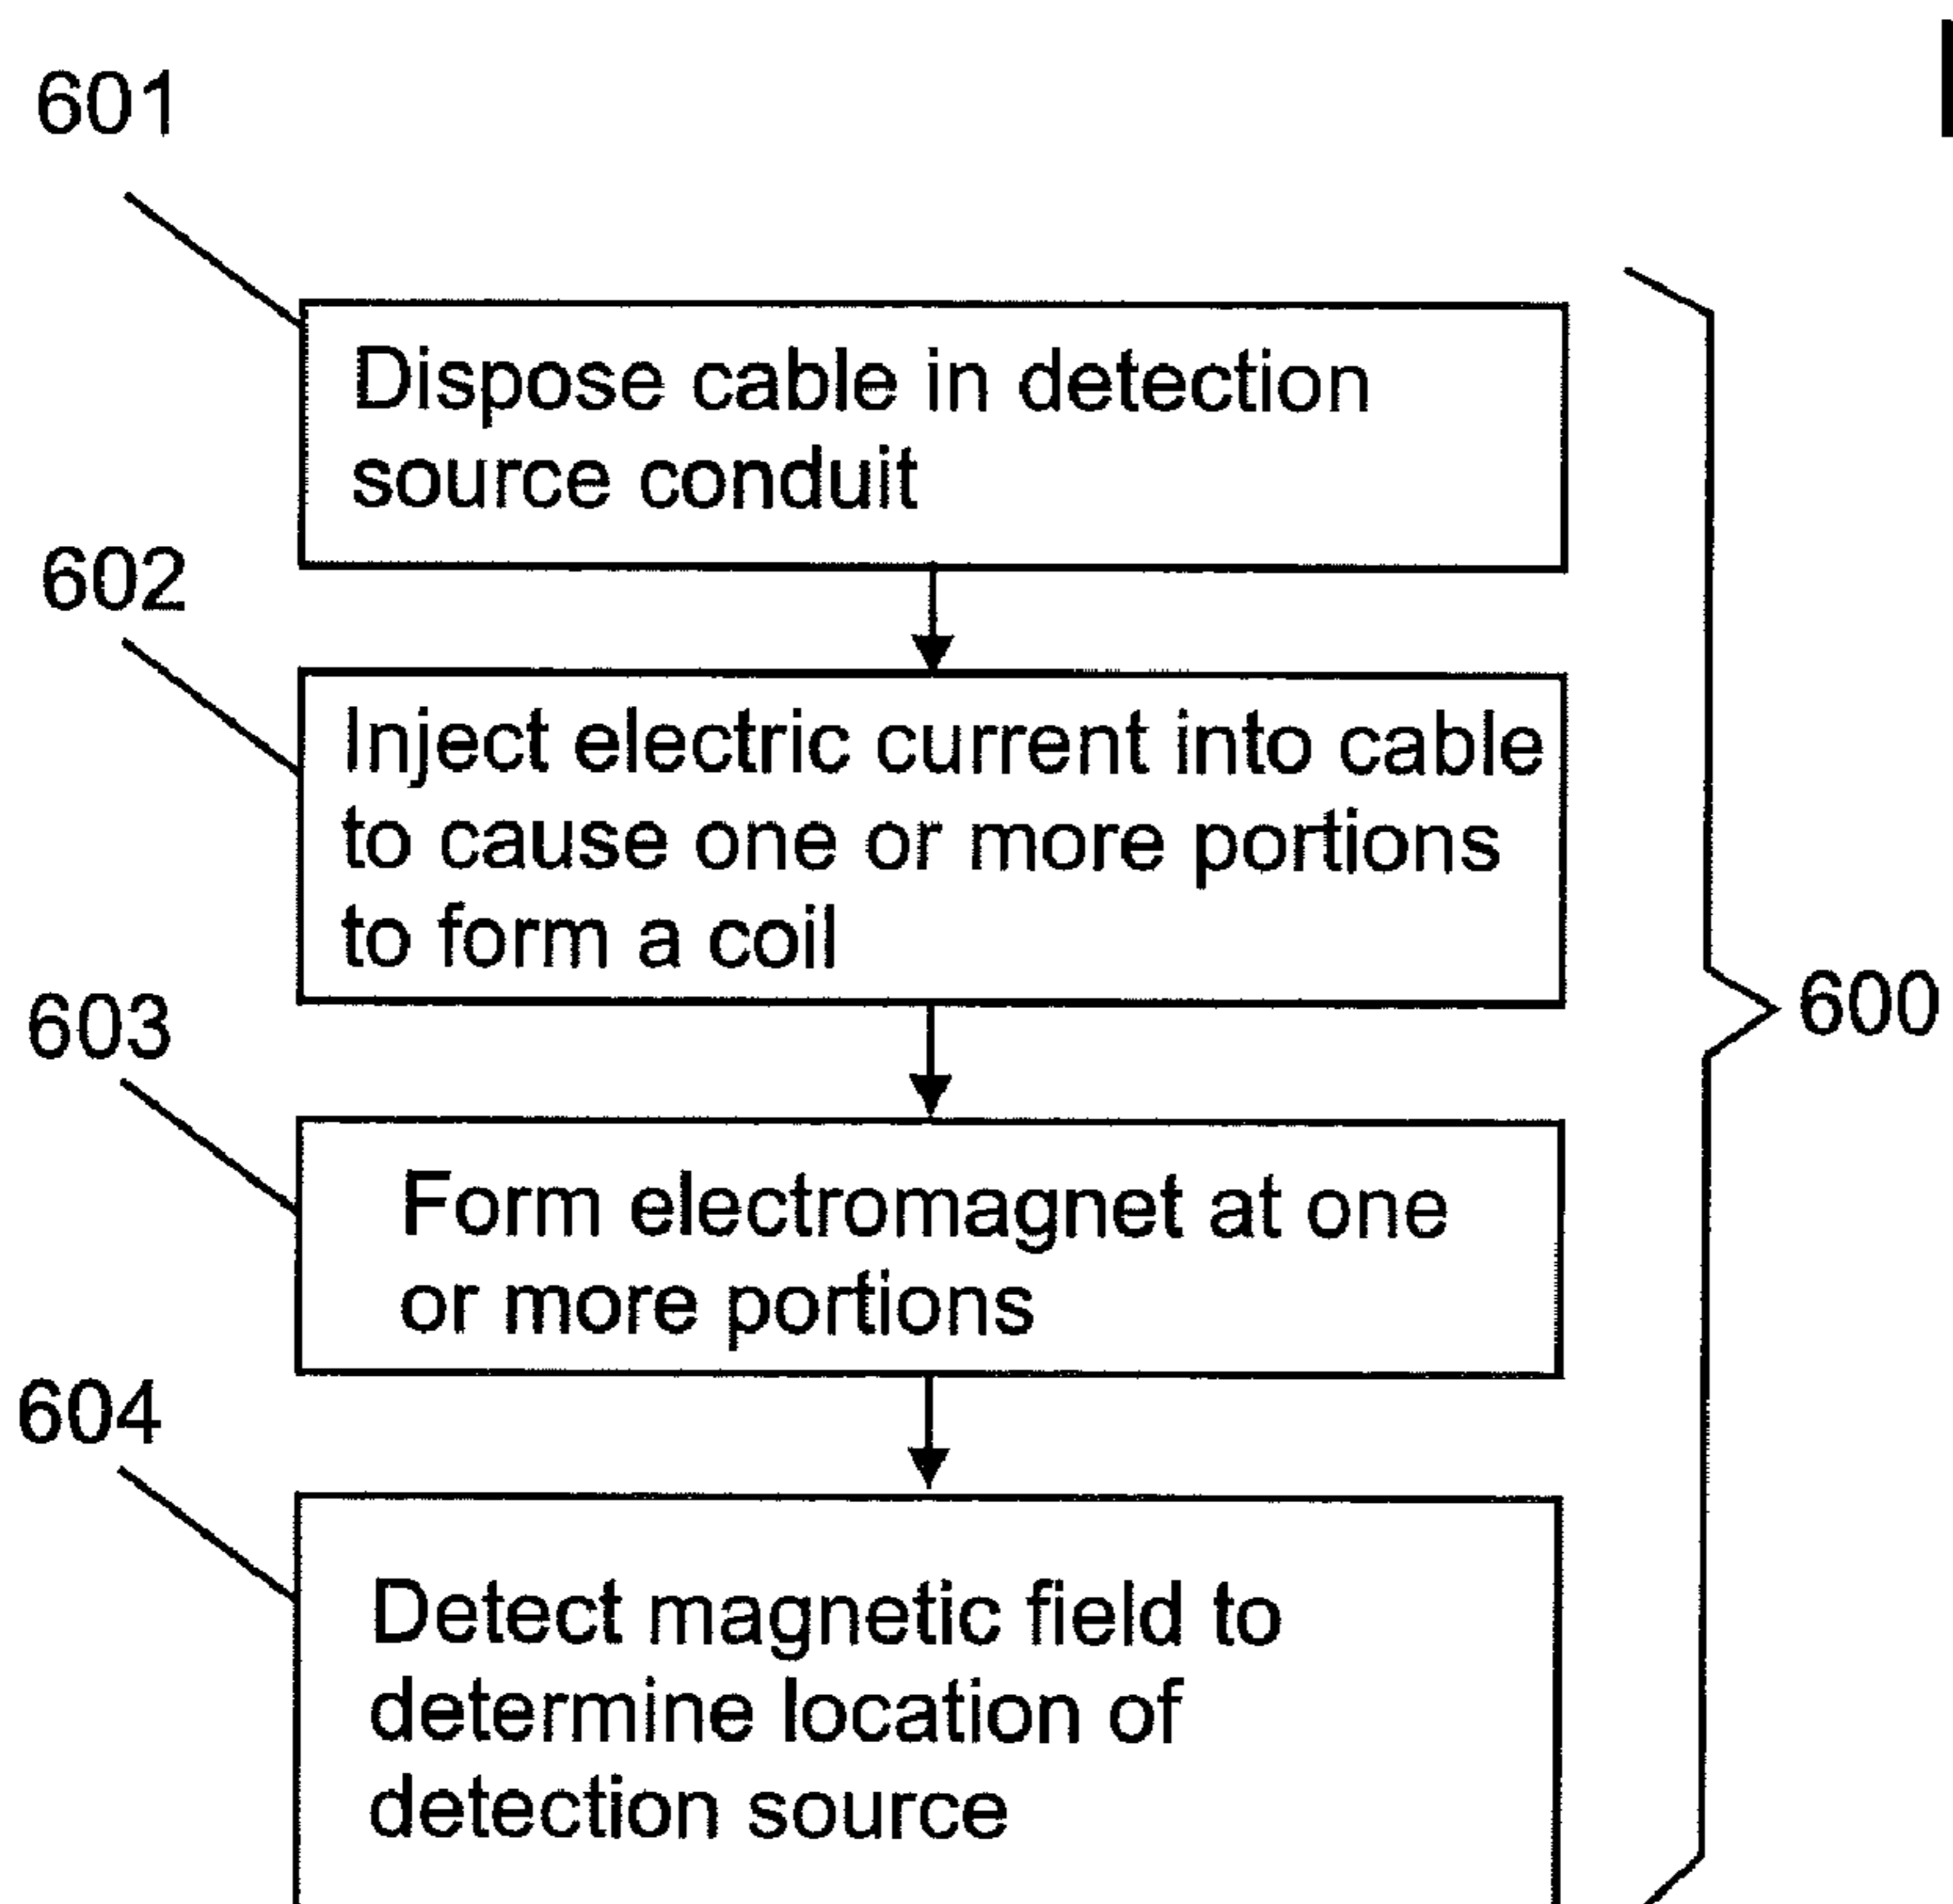 601
Dispose cable in detection
source conduit
602
Inject electric current into cable
to cause one or more portions
to form a coil
603
600
Form electromagnet at one
or more portions
604
Detect magnetic field to
determine location of
detection source